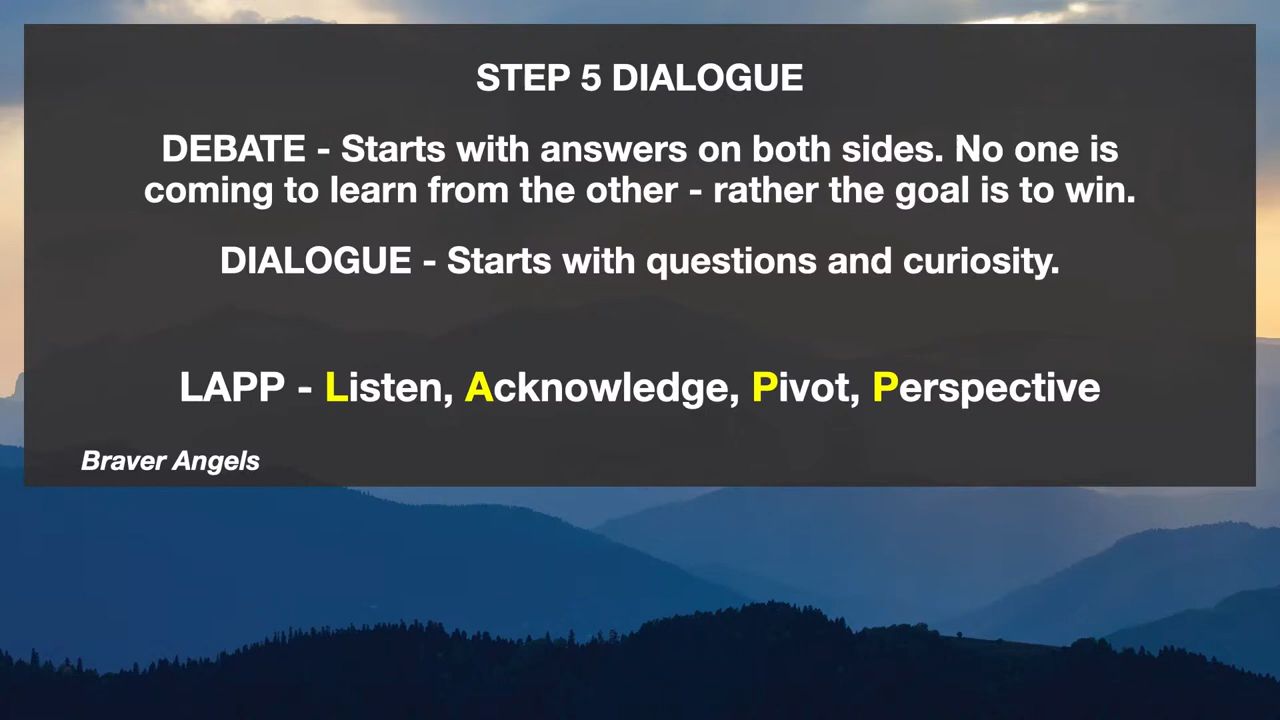 STEP 5 DIALOGUE
DEBATE - Starts with answers on both sides. No one is
coming to learn from the other - rather the goal is to win.
DIALOGUE - Starts with questions and curiosity.
LAPP - Listen, Acknowledge, Pivot, Perspective
Braver Angels